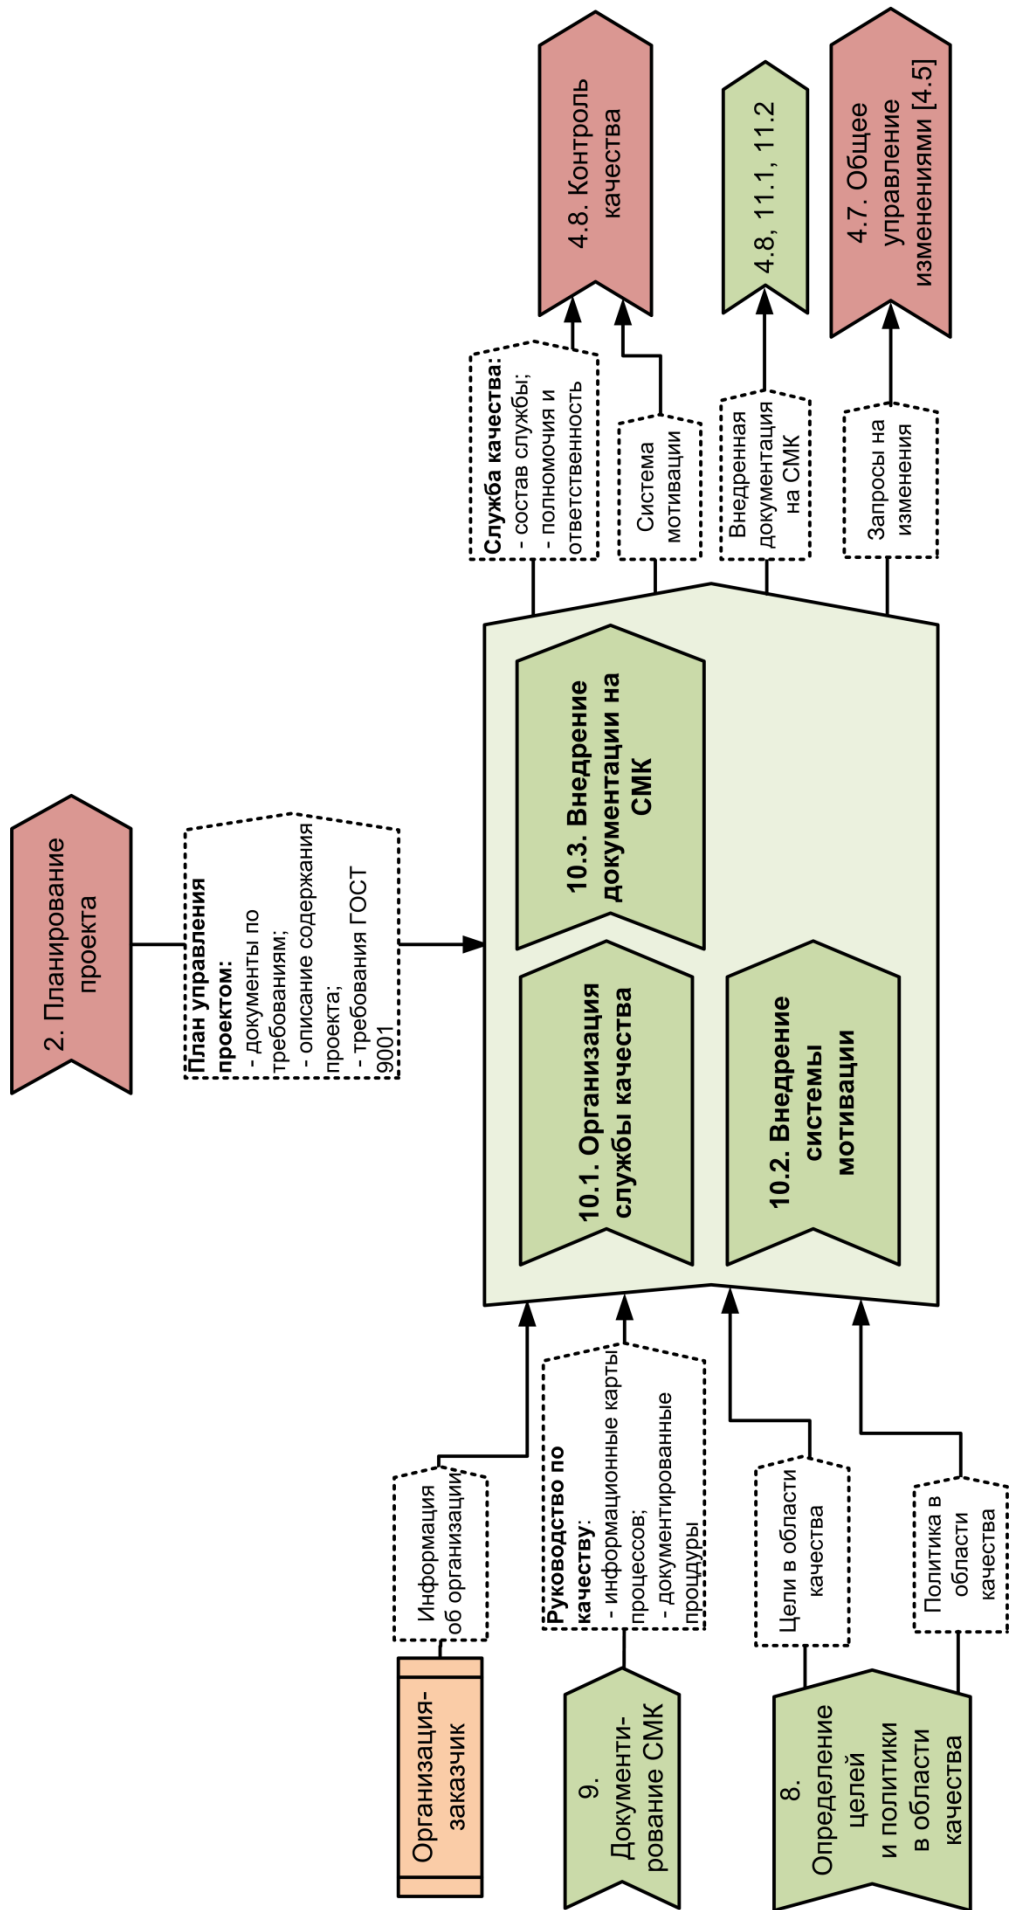 2. Планирование
проекта
План управления
проектом:
- документы по
требованиям;
- описание содержания
проекта;
- требования ГОСТ
9001
Организация-
заказчик
Информация
об организации
9.
Документи-
рование СМК
Руководство по
качеству:
- информационные карты
процессов;
- документированные
процдуры
8.
Определение
целей
и политики
в области
качества
Цели в области
качества
Политика в
области
качества
10.1. Организация
службы качества
10.2. Внедрение
системы
мотивации
10.3. Внедрение
документации на
СМК
Служба качества:
- состав службы;
- полномочия и
ответственность
Система
мотивации
Внедренная
документация
на СМК
Запросы на
изменения
4.8. Контроль
качества
4.8, 11.1, 11.2
4.7. Общее
управление
изменениями [4.5]